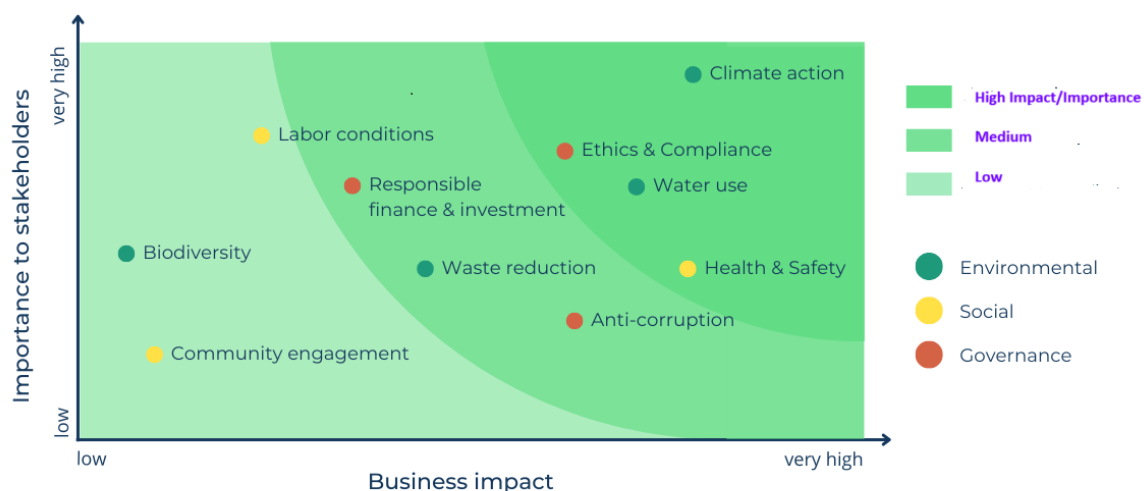 very high
Importance to stakeholders
low
Climate action
Labor conditions
Ethics & Compliance
Responsible
finance & investment
Water use
Biodiversity
Waste reduction
Health & Safety
Anti-corruption
Community engagement
low
very high
Business impact
High Impact/Importance
Medium
Low
Environmental
Social
Governance